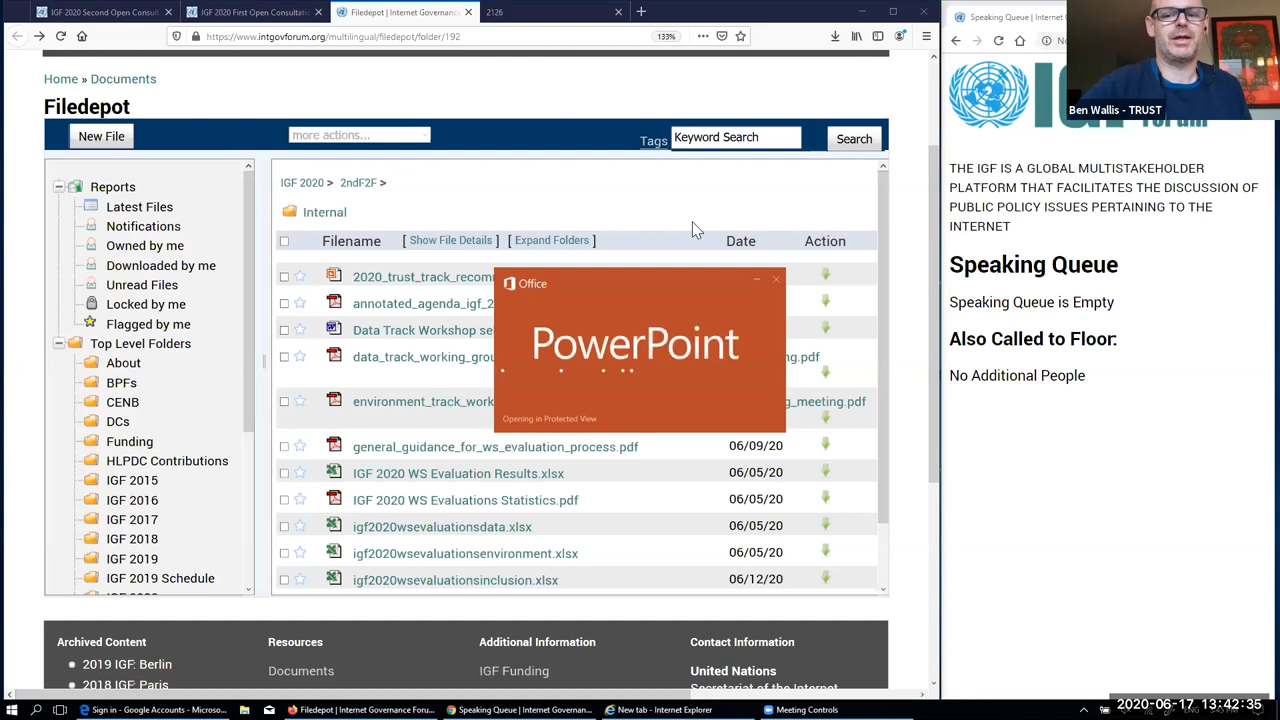 IGF 2020 Second Open Consult
IGF 2020 First Open Consultatio
Filedepot | Internet Governance
2126
https://www.intgovforum.org/multilingual/filedepot/folder/192
133%
Home » Documents
Filedepot
New File
more actions...
Tags
Keyword Search
Search
Reports
Latest Files
Notifications
Owned by me
Downloaded by me
Unread Files
Locked by me
Flagged by me
Top Level Folders
About
BPFs
CENB
DCs
Funding
HLPDC Contributions
IGF 2015
IGF 2016
IGF 2017
IGF 2018
IGF 2019
IGF 2019 Schedule
IGF 2020 > 2ndF2F >
Internal
Filename [ Show File Details ] [ Expand Folders ] Date Action
2020_trust_track_recom
annotated_agenda_igf_2
Data Track Workshop se
data_track_working_grou
ng.pdf
environment_track_work
g_meeting.pdf
general_guidance_for_ws_evaluation_process.pdf 06/09/20
IGF 2020 WS Evaluation Results.xlsx 06/05/20
IGF 2020 WS Evaluations Statistics.pdf 06/05/20
igf2020wsevaluationsdata.xlsx 06/05/20
igf2020wsevaluationsenvironment.xlsx 06/05/20
igf2020wsevaluationsinclusion.xlsx 06/12/20
Office
PowerPoint
Opening in Protected View
Archived Content
2019 IGF: Berlin
2018 IGF: Paris
Resources
Documents
Additional Information
IGF Funding
Contact Information
United Nations
Secretariat of the Internet
Speaking Queue | Internet G
Ben Wallis - TRUST
THE IGF IS A GLOBAL MULTISTAKEHOLDER
PLATFORM THAT FACILITATES THE DISCUSSION OF
PUBLIC POLICY ISSUES PERTAINING TO THE
INTERNET
Speaking Queue
Speaking Queue is Empty
Also Called to Floor:
No Additional People
Sign in - Google Accounts - Microso...
Filedepot | Internet Governance Forum...
Speaking Queue | Internet Governanc...
New tab - Internet Explorer
Meeting Controls
2020-06-17 13:42:35